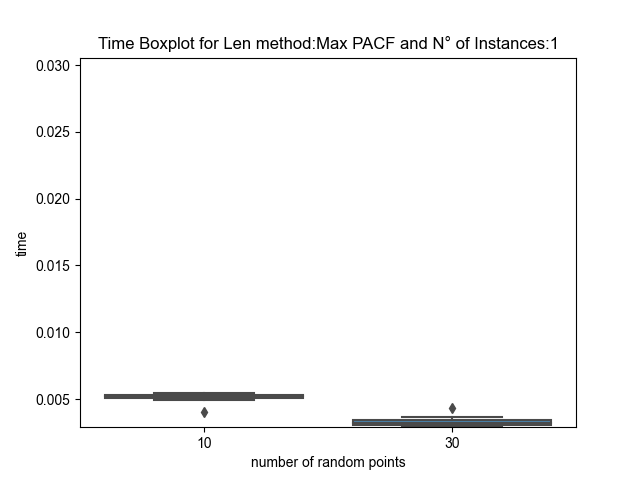 Time Boxplot for Len method:Max PACF and N° of Instances:1
0.030
0.025
0.020
0.015
0.010
0.005
time
10
30
number of random points